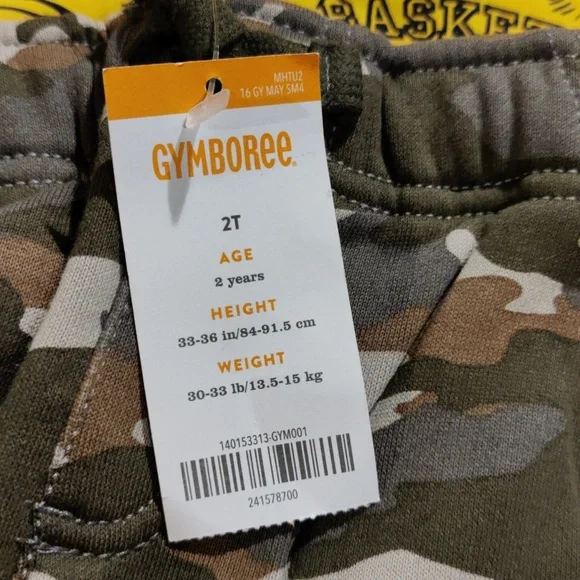 BASKET
MHTU2
16 GY MAY SM4
GYMBOREE
2T
AGE
2 years
HEIGHT
33-36 in/84-91.5 cm
WEIGHT
30-33 lb/13.5-15 kg
140153313-GYM001
241578700